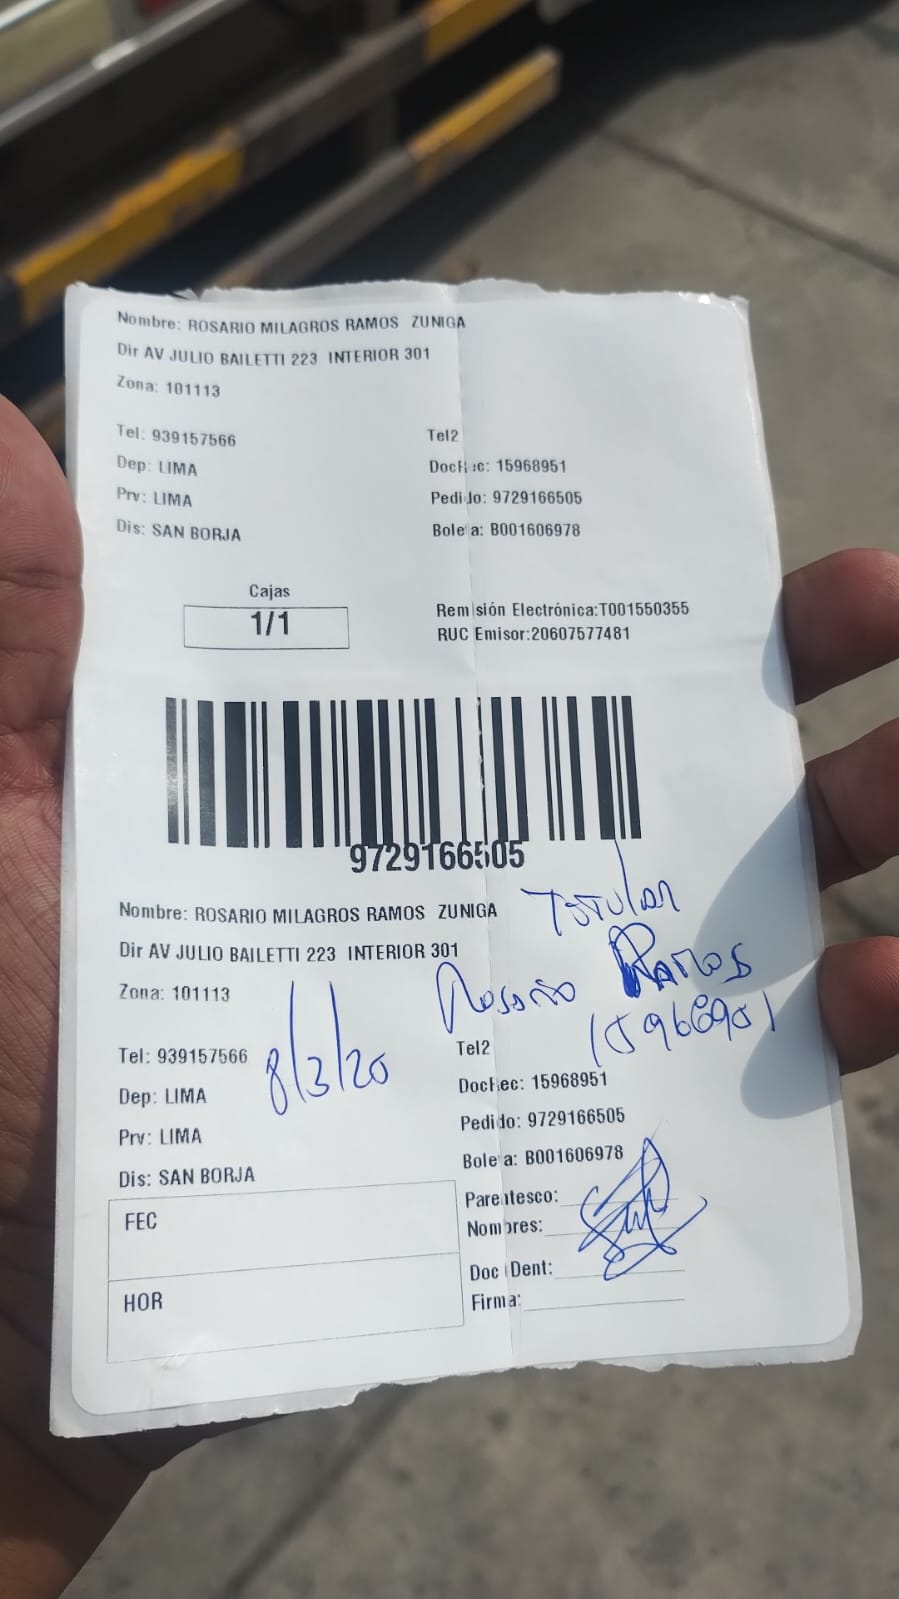 Nombre: ROSARIO MILAGROS RAMOS ZUNIGA
Dir AV JULIO BAILETTI 223 INTERIOR 301
Zona: 101113
Tel: 939157566
Tel2
Dep: LIMA
DocRec: 15968951
Prv: LIMA
Pedido: 9729166505
Dis: SAN BORJA
Boleta: B001606978
Cajas
1/1
Remisión Electrónica:T001550355
RUC Emisor:20607577481
9729166505
Titular
Nombre: ROSARIO MILAGROS RAMOS ZUNIGA
Dir AV JULIO BAILETTI 223 INTERIOR 301
Rosario Ramos
Zona: 101113
Tel: 939157566
8/3/20
Tel2
Dep: LIMA
DocRec: 15968951
Prv: LIMA
Pedido: 9729166505
Dis: SAN BORJA
Boleta: B001606978
FEC
Parentesco:
Nombres:
HOR
Doc Dent:
Firma: